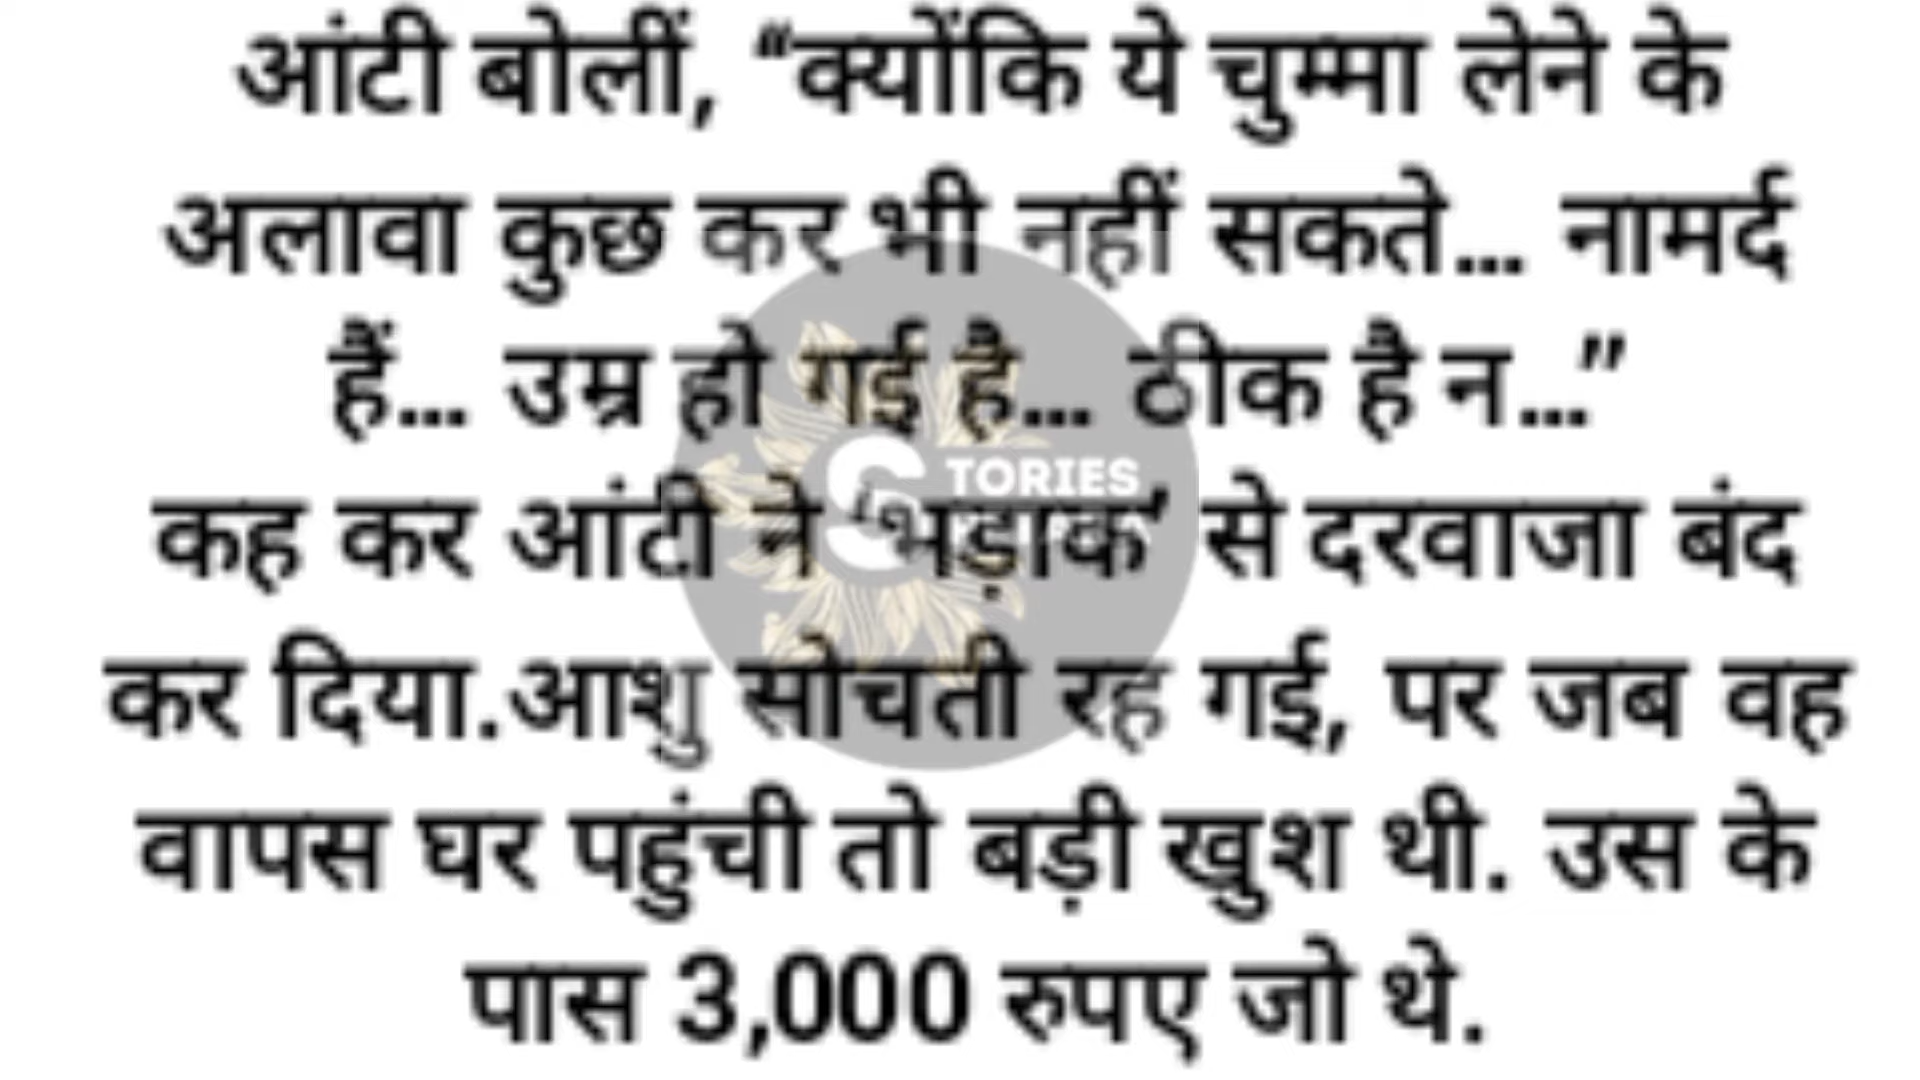 आंटी बोलीं, “क्योंकि ये चुम्मा लेने के
अलावा कुछ कर भी नहीं सकते... नामर्द
हैं... उम्र हो गई है... ठीक है न...”
कह कर आंटी ने ‘भड़ाक’ से दरवाजा बंद
कर दिया.आशु सोचती रह गई, पर जब वह
वापस घर पहुंची तो बड़ी खुश थी. उस के
पास 3,000 रुपए जो थे.
STORIES